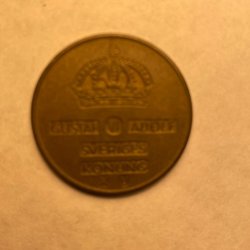 GUSTAF VI ADOLF
SVERIGES
KONUNG